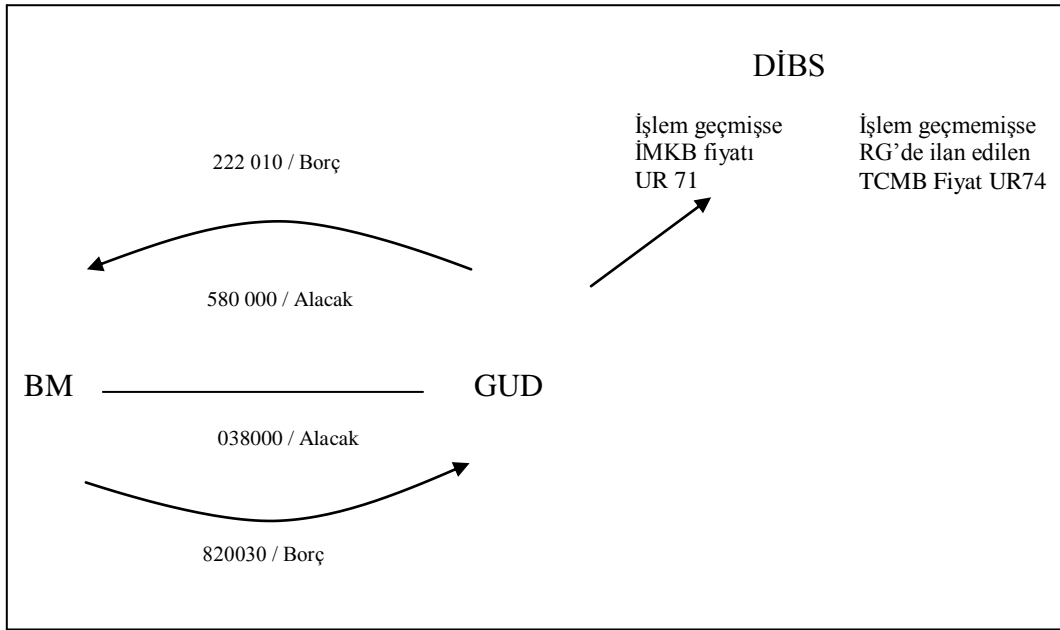 DİBS
İşlem geçmişse
İMKB fiyatı
UR 71
İşlem geçmemişse
RG’de ilan edilen
TCMB Fiyat UR74
222 010 / Borç
580 000 / Alacak
BM
GUD
038000 / Alacak
820030 / Borç